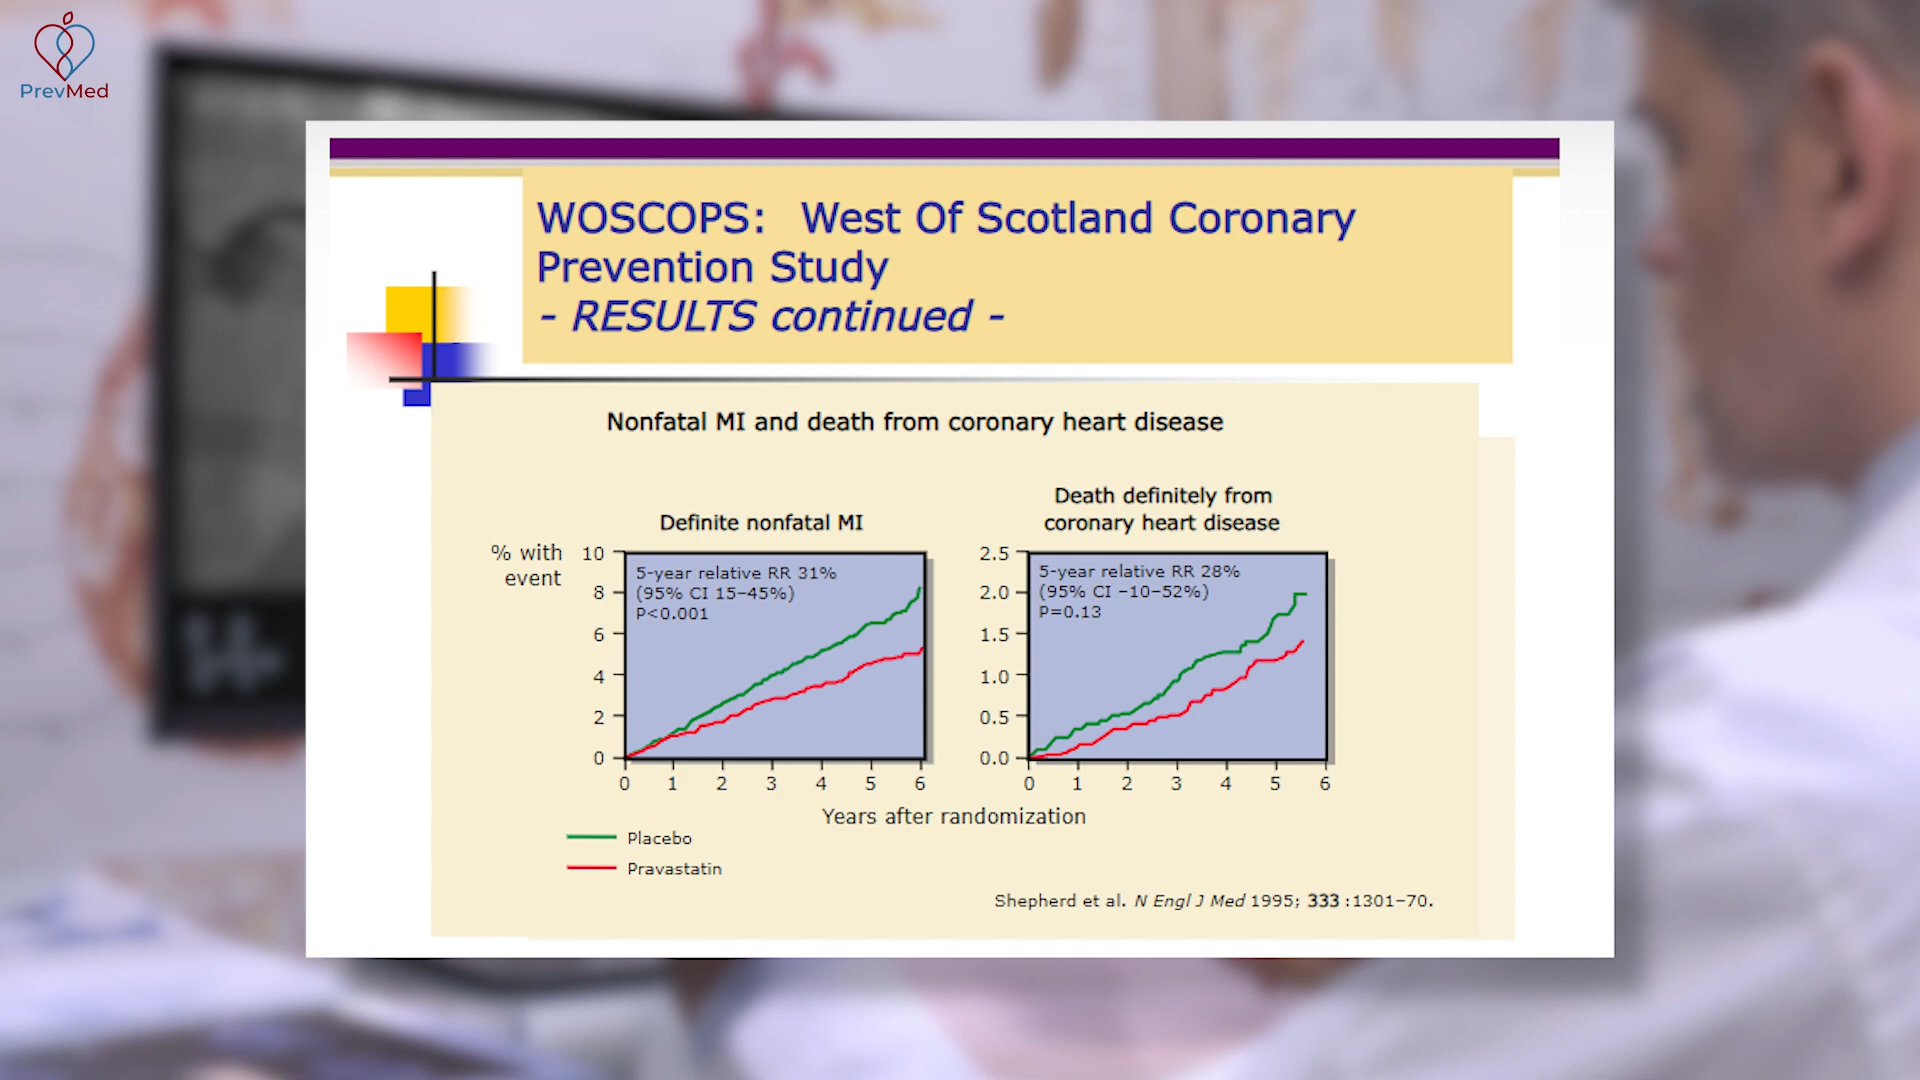 PrevMed
WOSCOPS: West Of Scotland Coronary
Prevention Study
- RESULTS continued -
Nonfatal MI and death from coronary heart disease
Definite nonfatal MI
% with
event
10
8
6
4
2
0
5-year relative RR 31%
(95% CI 15–45%)
P<0.001
0 1 2 3 4 5 6
Death definitely from
coronary heart disease
2.5
2.0
1.5
1.0
0.5
0.0
5-year relative RR 28%
(95% CI –10–52%)
P=0.13
0 1 2 3 4 5 6
Years after randomization
Placebo
Pravastatin
Shepherd et al. N Engl J Med 1995; 333:1301–70.